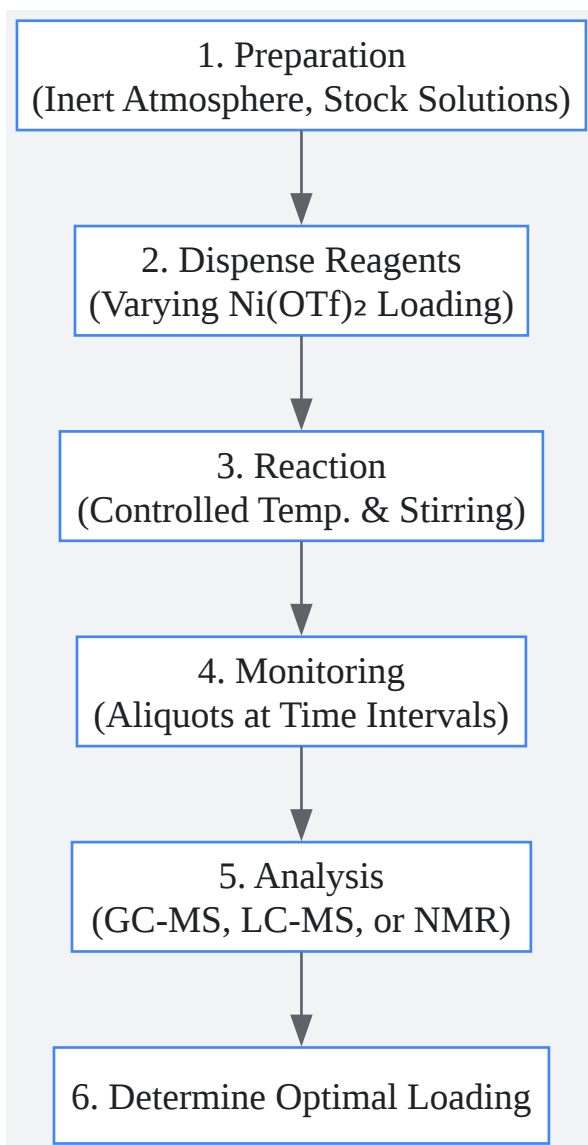 1. Preparation
(Inert Atmosphere, Stock Solutions)
2. Dispense Reagents
(Varying Ni(OTf)₂ Loading)
3. Reaction
(Controlled Temp. & Stirring)
4. Monitoring
(Aliquots at Time Intervals)
5. Analysis
(GC-MS, LC-MS, or NMR)
6. Determine Optimal Loading